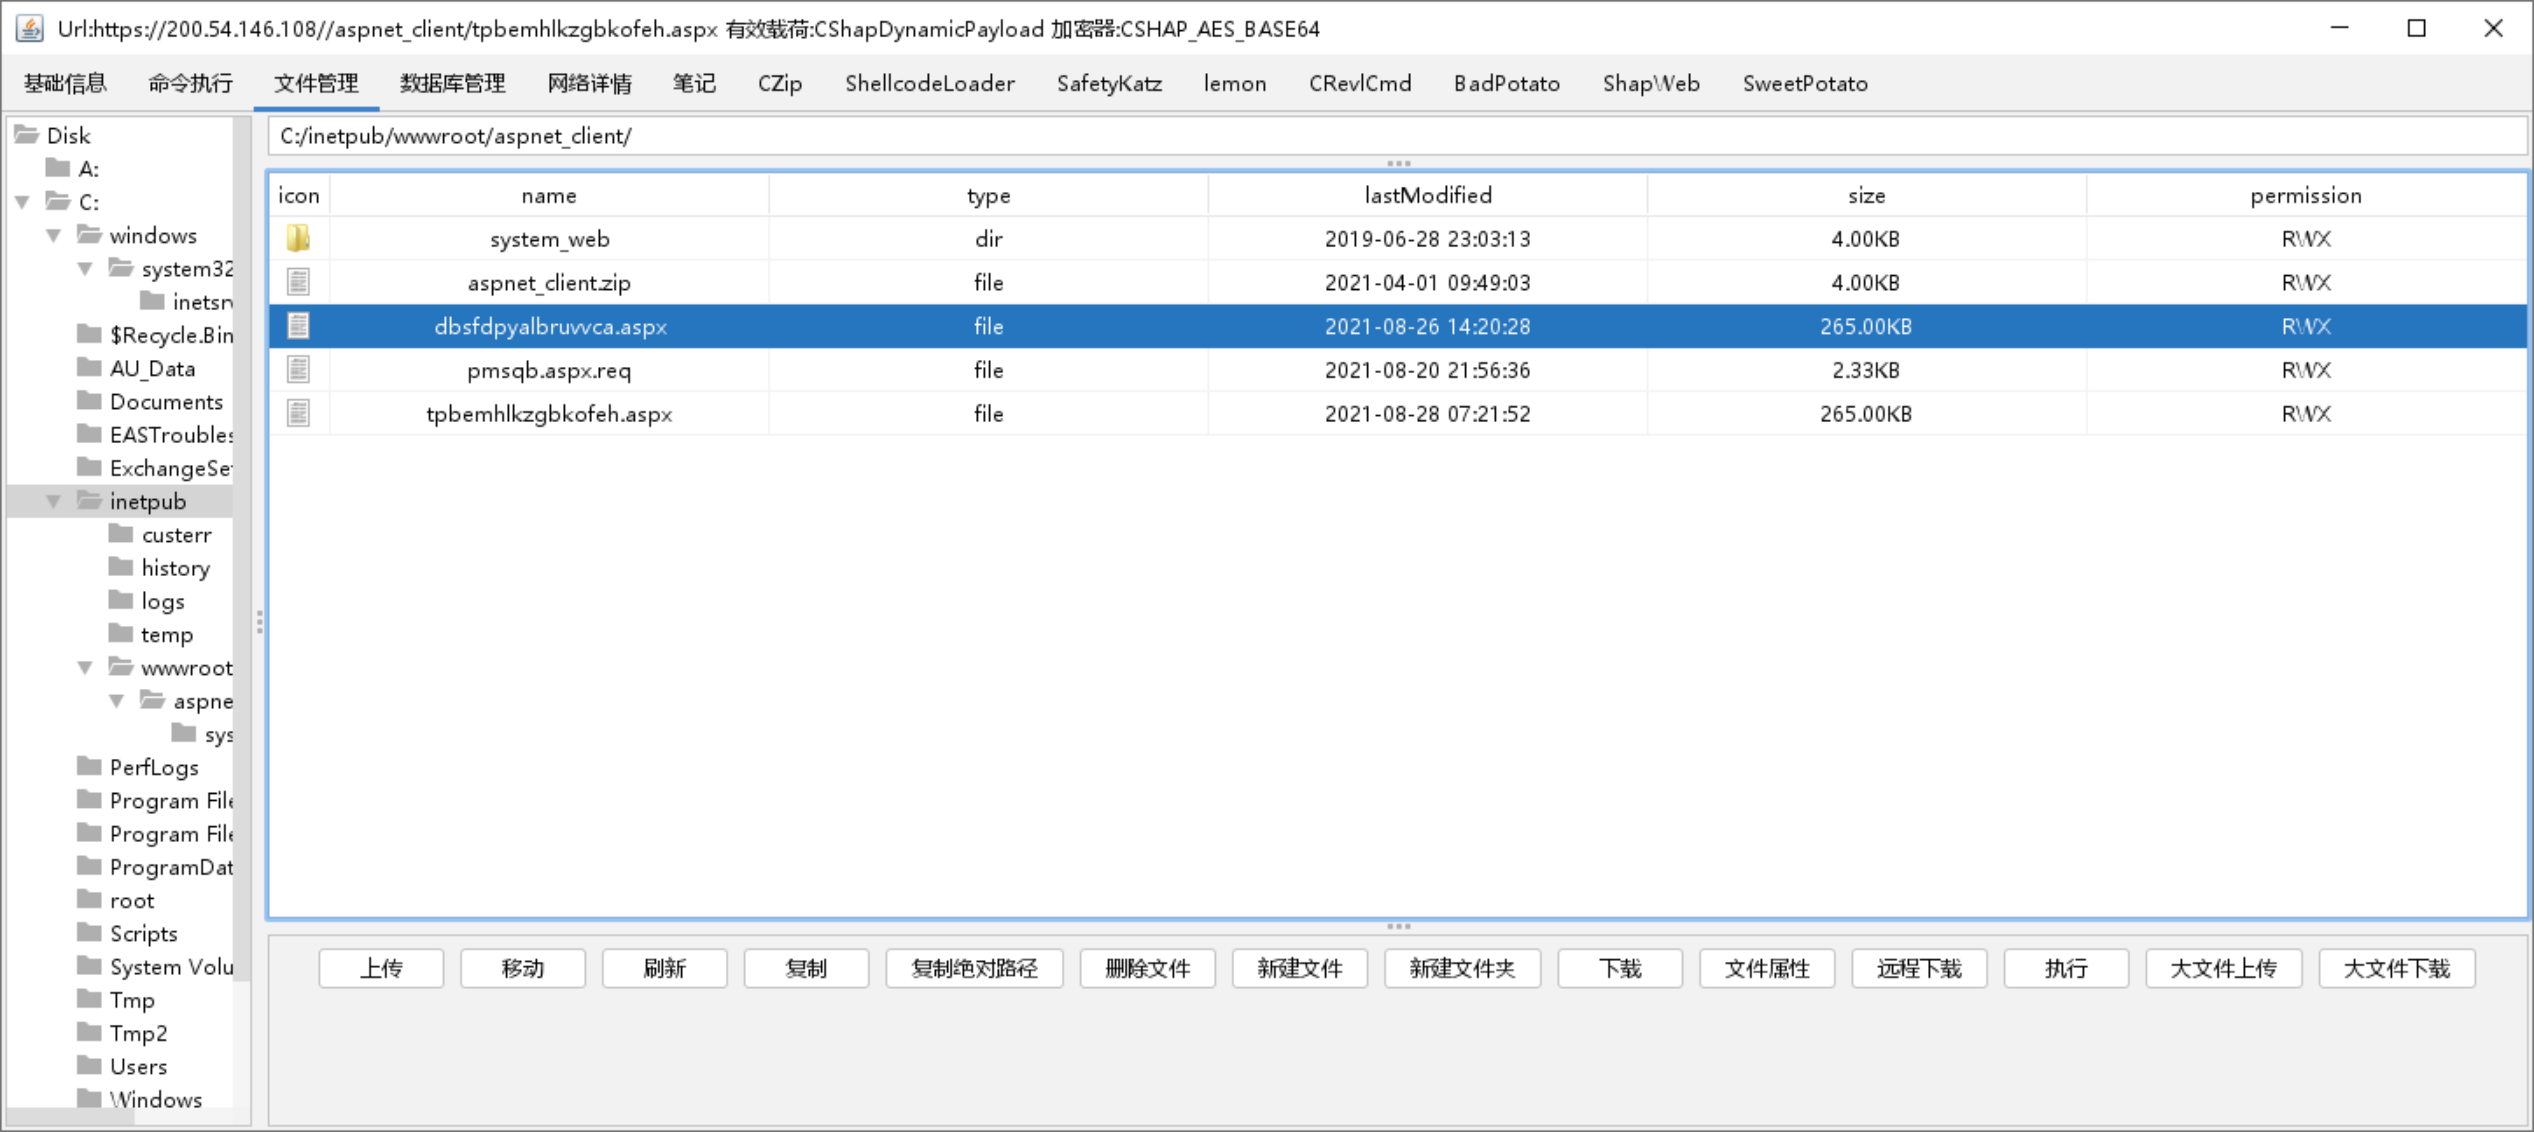 Url:https://200.54.146.108//aspnet_client/tpbemhlkzgbkofeh.aspx 有效载荷:CShapDynamicPayload 加密器:CSHAP_AES_BASE64
基础信息 命令执行 文件管理 数据库管理 网络详情 笔记 CZip ShellcodeLoader SafetyKatz lemon CRevlCmd BadPotato ShapWeb SweetPotato
Disk
A:
C:
windows
system32
inetsrv
$Recycle.Bin
AU_Data
Documents
EASTroubles
ExchangeSet
inetpub
custerr
history
logs
temp
wwwroot
aspne
sys
PerfLogs
Program File
Program File
ProgramDat
root
Scripts
System Volu
Tmp
Tmp2
Users
Windows
C:/inetpub/wwwroot/aspnet_client/
icon name type lastModified size permission
system_web dir 2019-06-28 23:03:13 4.00KB RWX
aspnet_client.zip file 2021-04-01 09:49:03 4.00KB RWX
dbsfdpyalbruvvca.aspx file 2021-08-26 14:20:28 265.00KB RWX
pmsqb.aspx.req file 2021-08-20 21:56:36 2.33KB RWX
tpbemhlkzgbkofeh.aspx file 2021-08-28 07:21:52 265.00KB RWX
上传 移动 刷新 复制 复制绝对路径 删除文件 新建文件 新建文件夹 下载 文件属性 远程下载 执行 大文件上传 大文件下载